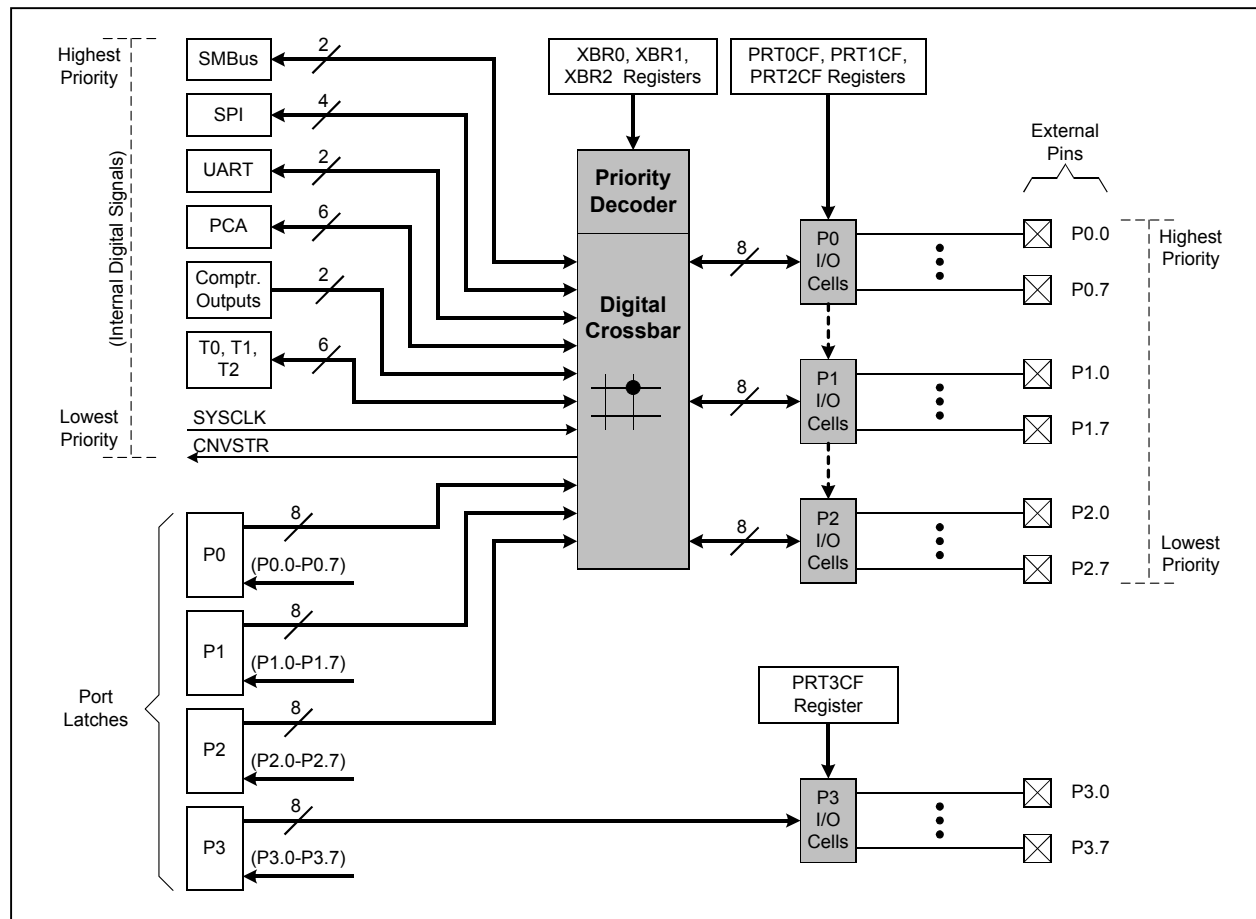 Highest
Priority
(Internal Digital Signals)
Lowest
Priority
SMBus
2
SPI
4
UART
2
PCA
6
Comptr.
Outputs
2
T0, T1,
T2
6
SYSCLK
CNVSTR
XBR0, XBR1,
XBR2 Registers
PRT0CF, PRT1CF,
PRT2CF Registers
Priority
Decoder
Digital
Crossbar
External
Pins
8
P0
I/O
Cells
P0.0
P0.7
8
P1
I/O
Cells
P1.0
P1.7
8
P2
I/O
Cells
P2.0
P2.7
Highest
Priority
Lowest
Priority
Port
Latches
P0
8
(P0.0-P0.7)
P1
8
(P1.0-P1.7)
P2
8
(P2.0-P2.7)
P3
8
(P3.0-P3.7)
PRT3CF
Register
P3
I/O
Cells
P3.0
P3.7